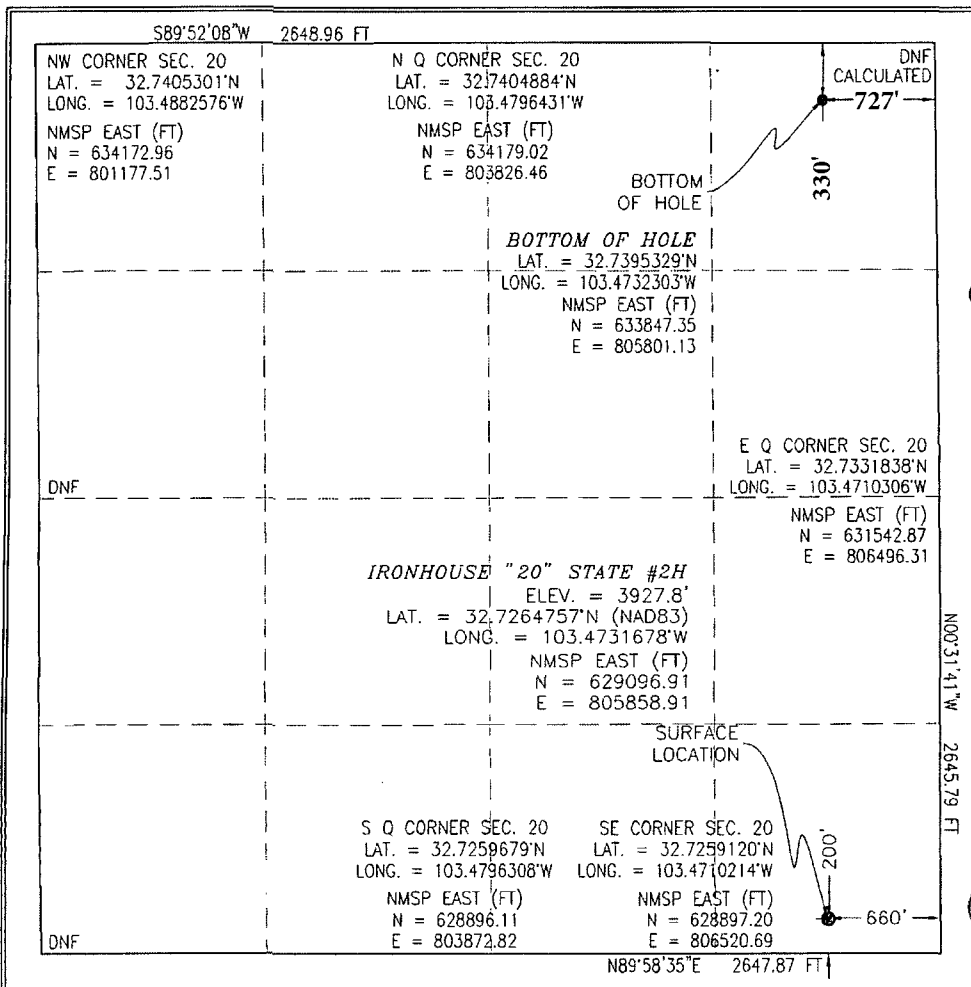 S89°52'08"W 2648.96 FT
NW CORNER SEC. 20
LAT. = 32.7405301°N
LONG. = 103.4882576°W
NMSP EAST (FT)
N = 634172.96
E = 801177.51
N Q CORNER SEC. 20
LAT. = 32.7404884°N
LONG. = 103.4796431°W
NMSP EAST (FT)
N = 634179.02
E = 803826.46
DNF
CALCULATED
727'
330'
BOTTOM
OF HOLE
BOTTOM OF HOLE
LAT. = 32.7395329°N
LONG. = 103.4732303°W
NMSP EAST (FT)
N = 633847.35
E = 805801.13
E Q CORNER SEC. 20
LAT. = 32.7331838°N
LONG. = 103.4710306°W
NMSP EAST (FT)
N = 631542.87
E = 806496.31
DNF
IRONHOUSE "20" STATE #2H
ELEV. = 3927.8'
LAT. = 32.7264757°N (NAD83)
LONG. = 103.4731678°W
NMSP EAST (FT)
N = 629096.91
E = 805858.91
N00°31'41"W 2645.79 FT
SURFACE
LOCATION
S Q CORNER SEC. 20
LAT. = 32.7259679°N
LONG. = 103.4796308°W
NMSP EAST (FT)
N = 628896.11
E = 803872.82
SE CORNER SEC. 20
LAT. = 32.7259120°N
LONG. = 103.4710214°W
NMSP EAST (FT)
N = 628897.20
E = 806520.69
200'
660'
DNF
N89°58'35"E 2647.87 FT